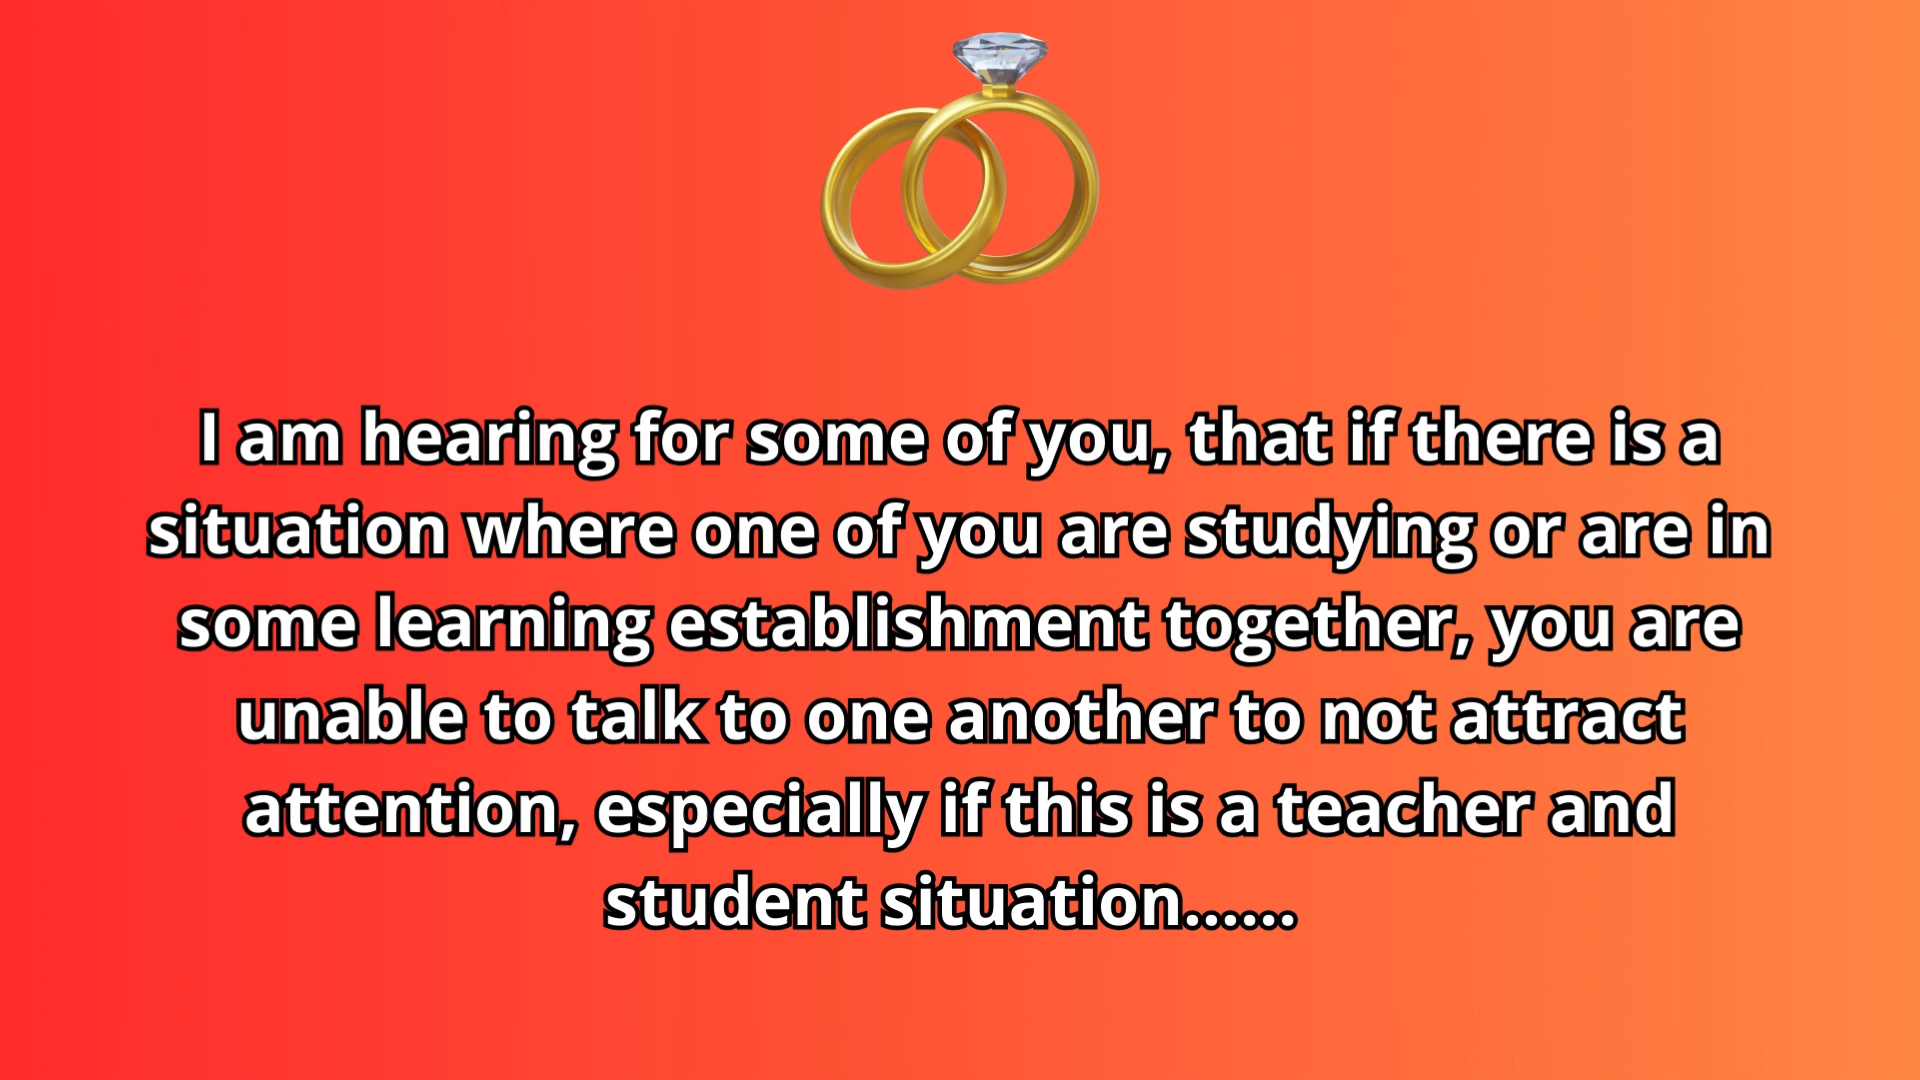 I am hearing for some of you, that if there is a
situation where one of you are studying or are in
some learning establishment together, you are
unable to talk to one another to not attract
attention, especially if this is a teacher and
student situation......